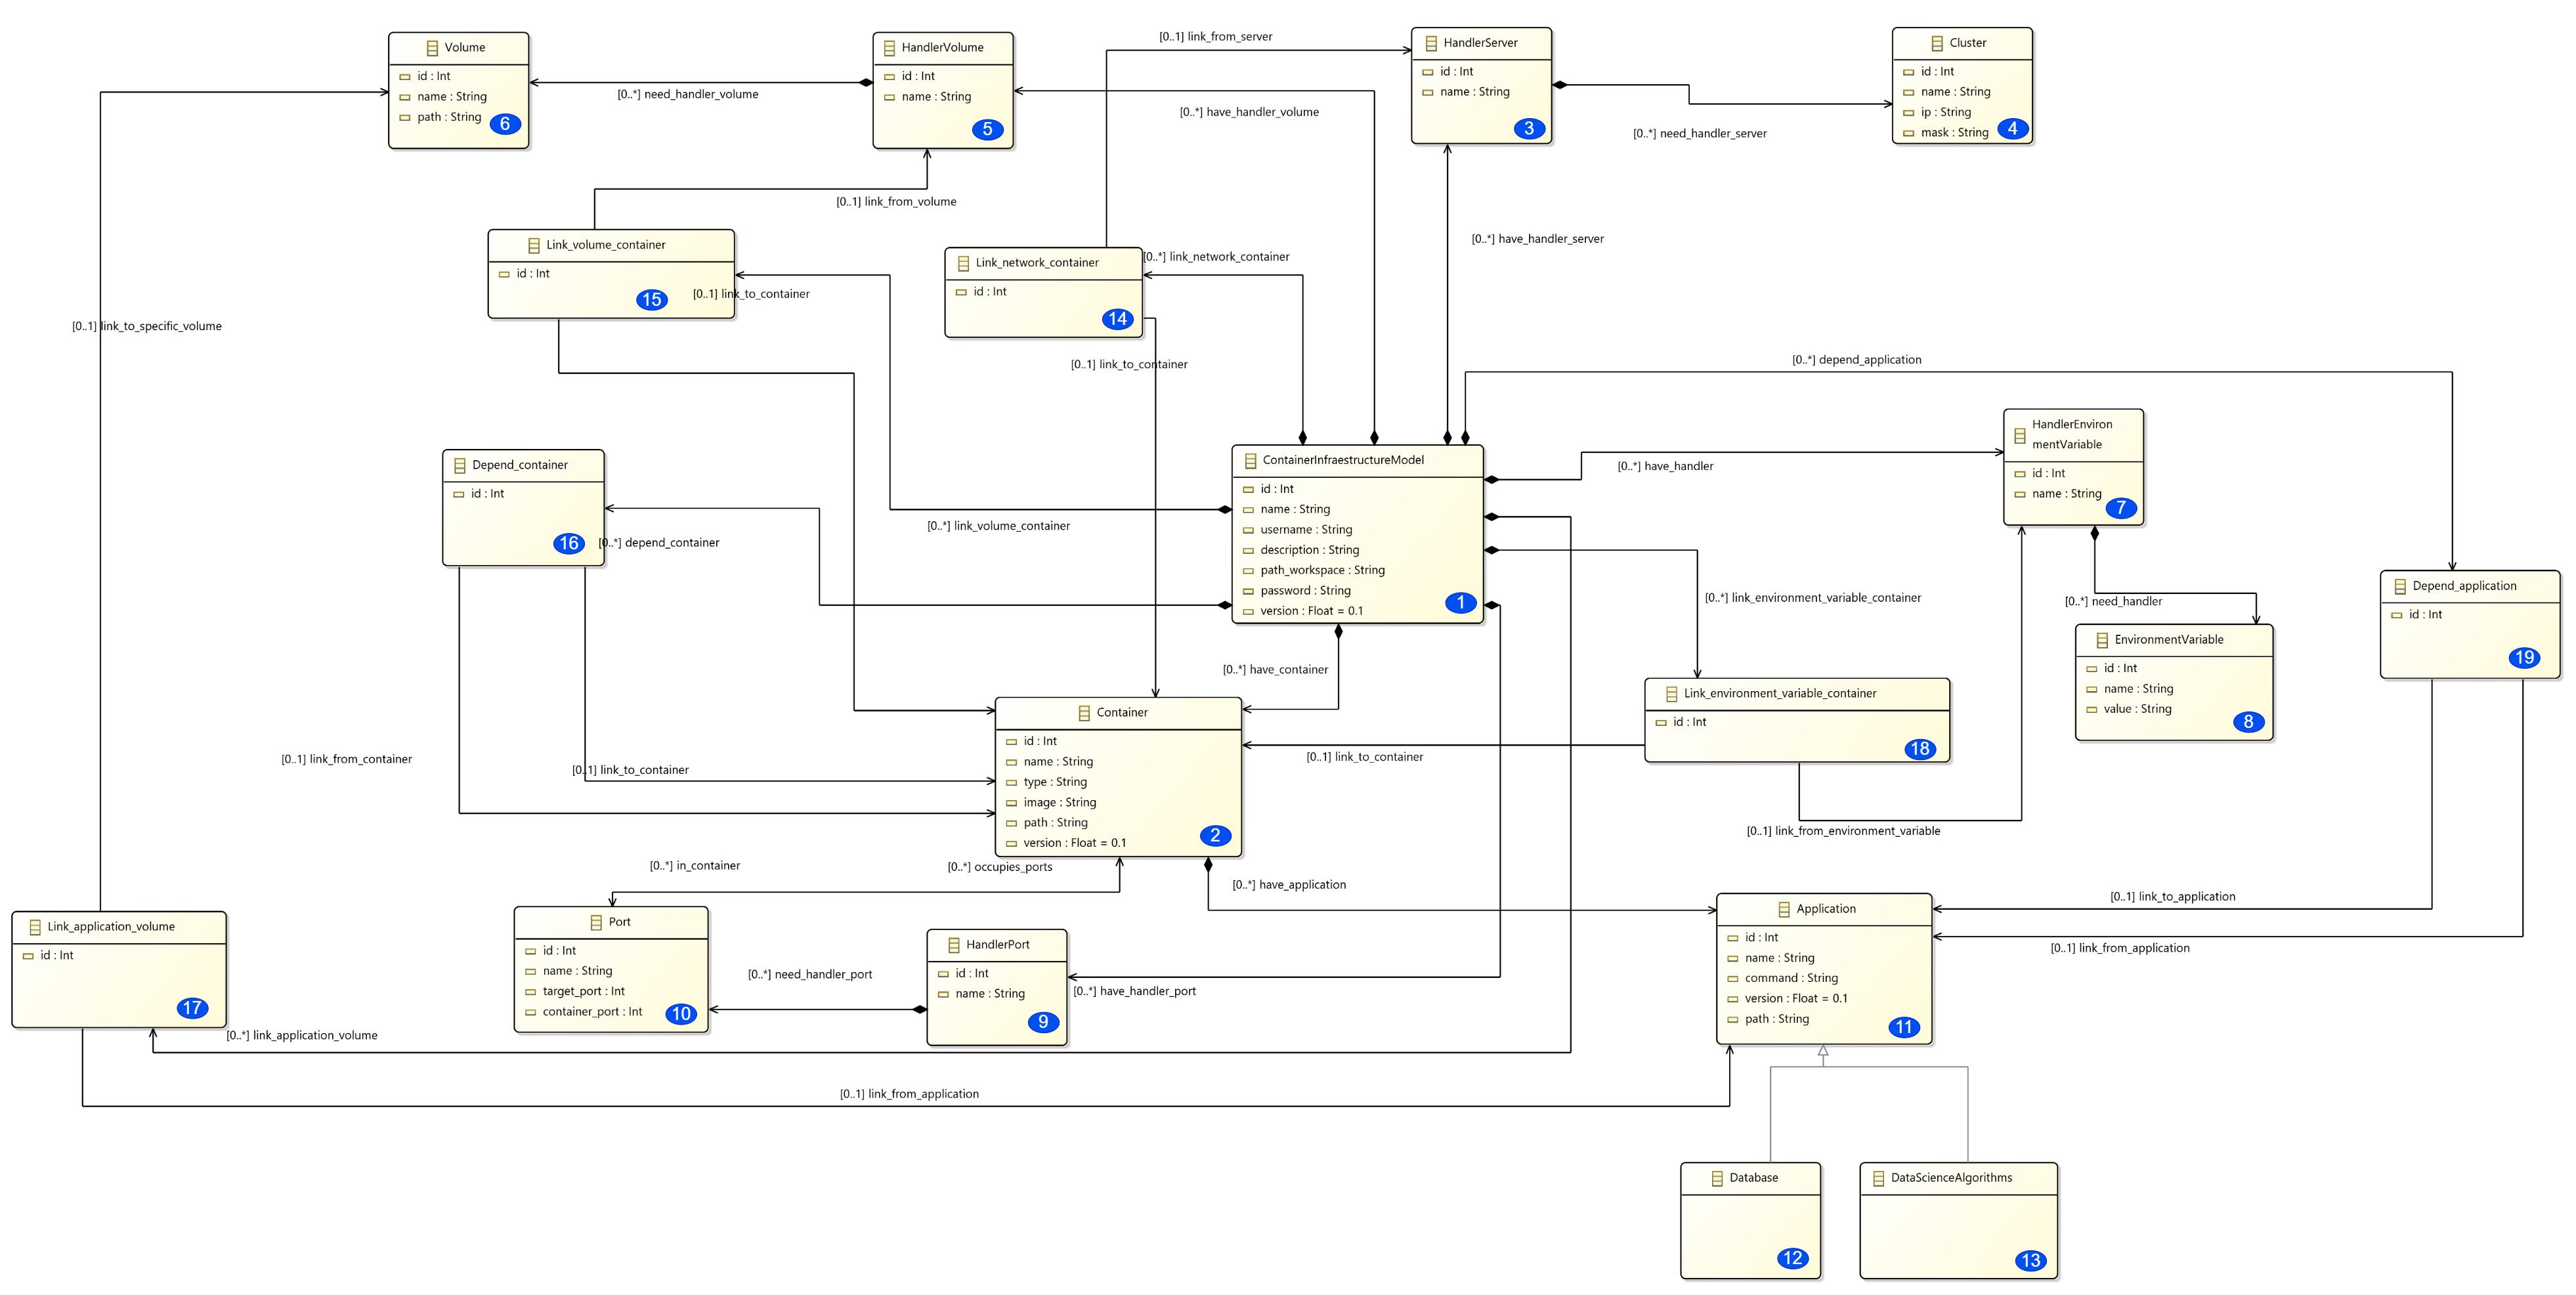 Volume
id : Int
name : String
path : String
6
[0..*] need_handler_volume
HandlerVolume
id : Int
name : String
5
[0..1] link_from_server
[0..*] have_handler_volume
HandlerServer
id : Int
name : String
3
[0..*] need_handler_server
Cluster
id : Int
name : String
ip : String
mask : String
4
[0..1] link_from_volume
Link_volume_container
id : Int
15
[0..1] link_to_container
Link_network_container
id : Int
14
[0..*] link_network_container
[0..*] have_handler_server
[0..1] link_to_specific_volume
[0..1] link_to_container
[0..*] depend_application
Depend_container
id : Int
16
[0..*] depend_container
[0..*] link_volume_container
ContainerInfraestructureModel
id : Int
name : String
username : String
description : String
path_workspace : String
password : String
version : Float = 0.1
1
[0..*] have_handler
HandlerEnviron
mentVariable
id : Int
name : String
7
[0..*] need_handler
[0..*] link_environment_variable_container
EnvironmentVariable
id : Int
name : String
value : String
8
Depend_application
id : Int
19
[0..*] have_container
Container
id : Int
name : String
type : String
image : String
path : String
version : Float = 0.1
2
Link_environment_variable_container
id : Int
18
[0..1] link_to_container
[0..1] link_from_container
[0..1] link_to_container
[0..1] link_from_environment_variable
[0..*] in_container
[0..*] occupies_ports
[0..*] have_application
Link_application_volume
id : Int
17
Port
id : Int
name : String
target_port : Int
container_port : Int
10
[0..*] need_handler_port
HandlerPort
id : Int
name : String
9
[0..*] have_handler_port
Application
id : Int
name : String
command : String
version : Float = 0.1
path : String
11
[0..1] link_to_application
[0..1] link_from_application
[0..*] link_application_volume
[0..1] link_from_application
Database
12
DataScienceAlgorithms
13